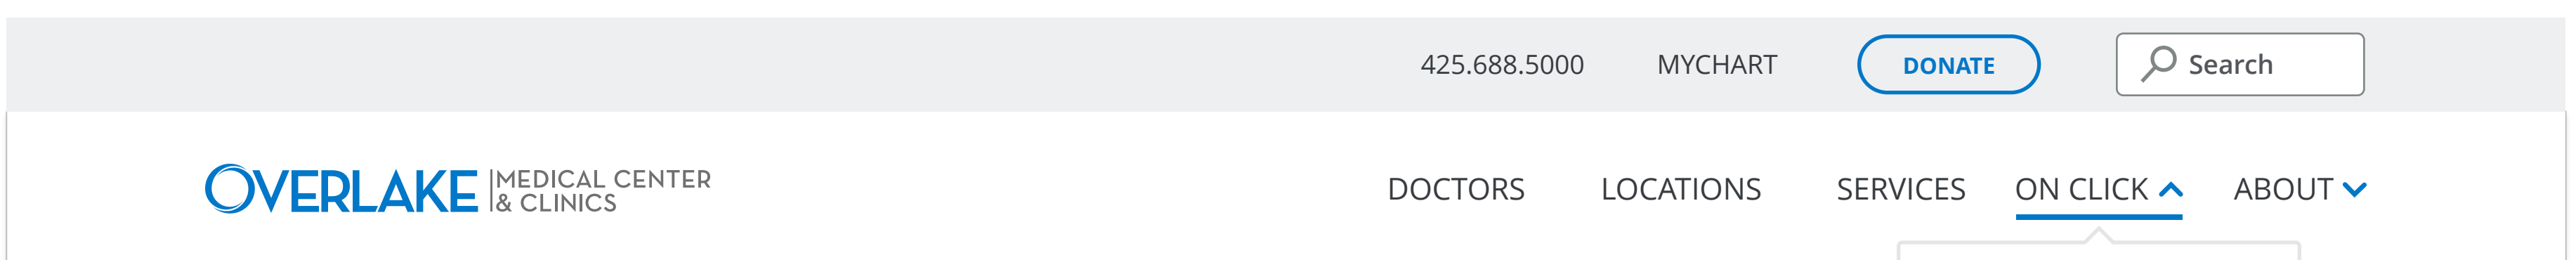 425.688.5000 MYCHART DONATE Search
OVERLAKE MEDICAL CENTER
& CLINICS
DOCTORS LOCATIONS SERVICES ON CLICK ABOUT